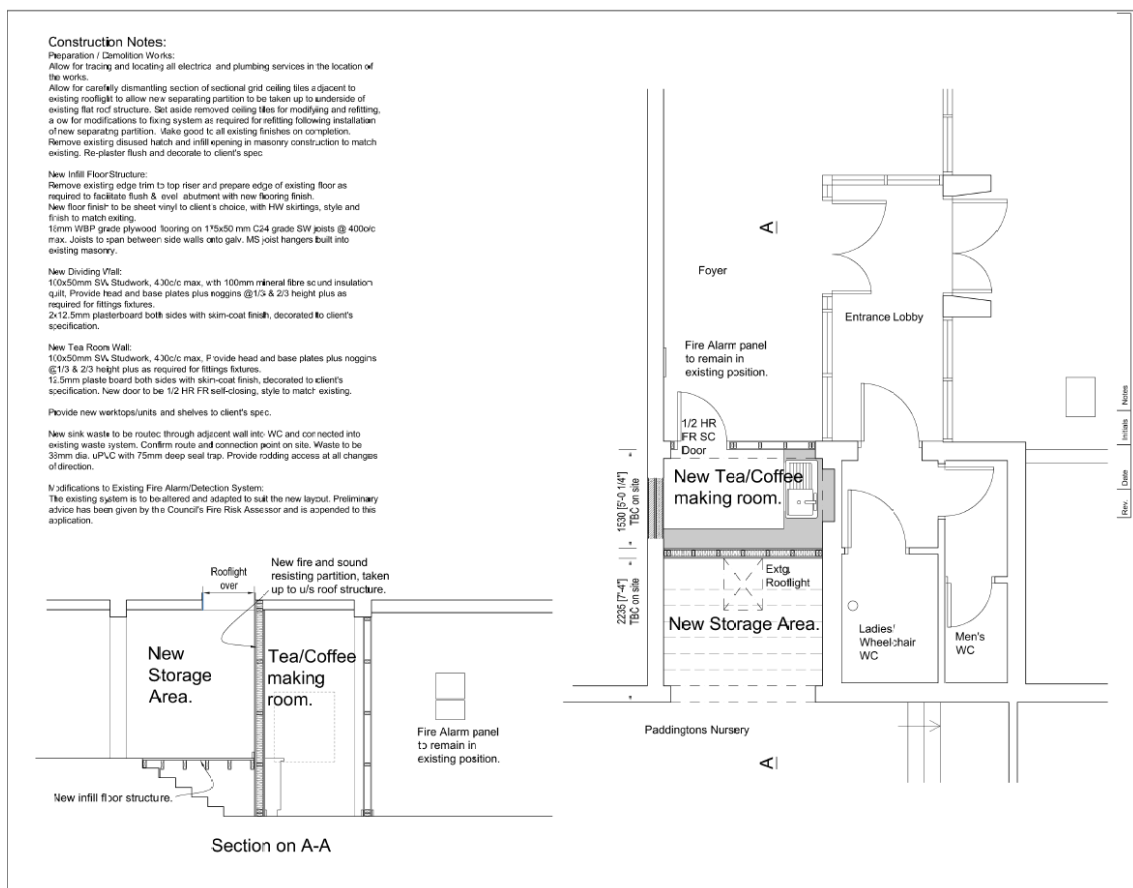 Construction Notes:
Preparation / Demolition Works:
Allow for tracing and locating all electrical and plumbing services in the location of
the works.
Allow for carefully dismantling section of sectional grid ceiling tiles adjacent to
existing rooflight to allow new separating partition to be taken up to underside of
existing flat roof structure. Set aside removed ceiling tiles for modifying and refitting,
allow for modifications to fixing system as required for refitting following installation
of new separating partition. Make good to all existing finishes on completion.
Remove existing disused hatch and infill opening in masonry construction to match
existing. Re-plaster flush and decorate to client's spec
New Infill Floor Structure:
Remove existing edge trim to top riser and prepare edge of existing floor as
required to facilitate flush & level abutment with new flooring finish.
New floor finish to be sheet vinyl to client's choice, with HW skirtings, style and
finish to match exiting.
18mm WBP grade plywood flooring on 175x50 mm C24 grade SW joists @ 400c/c
max. Joists to span between side walls onto galv. MS joist hangers built into
existing masonry.
New Dividing Wall:
100x50mm SW Studwork, 400c/c max, with 100mm mineral fibre sound insulation
quilt, Provide head and base plates plus noggins @1/3 & 2/3 height plus as
required for fittings fixtures.
2x12.5mm plasterboard both sides with skim-coat finish, decorated to client's
specification.
New Tea Room Wall:
100x50mm SW Studwork, 400c/c max, Provide head and base plates plus noggins
@1/3 & 2/3 height plus as required for fittings fixtures.
12.5mm plasterboard both sides with skim-coat finish, decorated to client's
specification. New door to be 1/2 HR FR self-closing, style to match existing.
Provide new worktops/units and shelves to client's spec.
New sink waste to be routed through adjacent wall into WC and connected into
existing waste system. Confirm route and connection point on site. Waste to be
38mm dia. uPVC with 75mm deep seal trap. Provide rodding access at all changes
of direction.
Modifications to Existing Fire Alarm/Detection System:
The existing system is to be altered and adapted to suit the new layout. Preliminary
advice has been given by the Council's Fire Risk Assessor and is appended to this
application.
Rooflight
over
New fire and sound
resisting partition, taken
up to u/s roof structure.
New
Storage
Area.
Tea/Coffee
making
room.
Fire Alarm panel
to remain in
existing position.
New infill floor structure.
Section on A-A
A
Foyer
Entrance Lobby
Fire Alarm panel
to remain in
existing position.
1/2 HR
FR SC
Door
New Tea/Coffee
making room.
1530 [5'-0 1/4"]
TBC on site
2235 [7'-4"]
TBC on site
Extg.
Rooflight
New Storage Area.
Ladies/
Wheelchair
WC
Men's
WC
Paddingtons Nursery
A
Rev.
Date
Initials
Notes